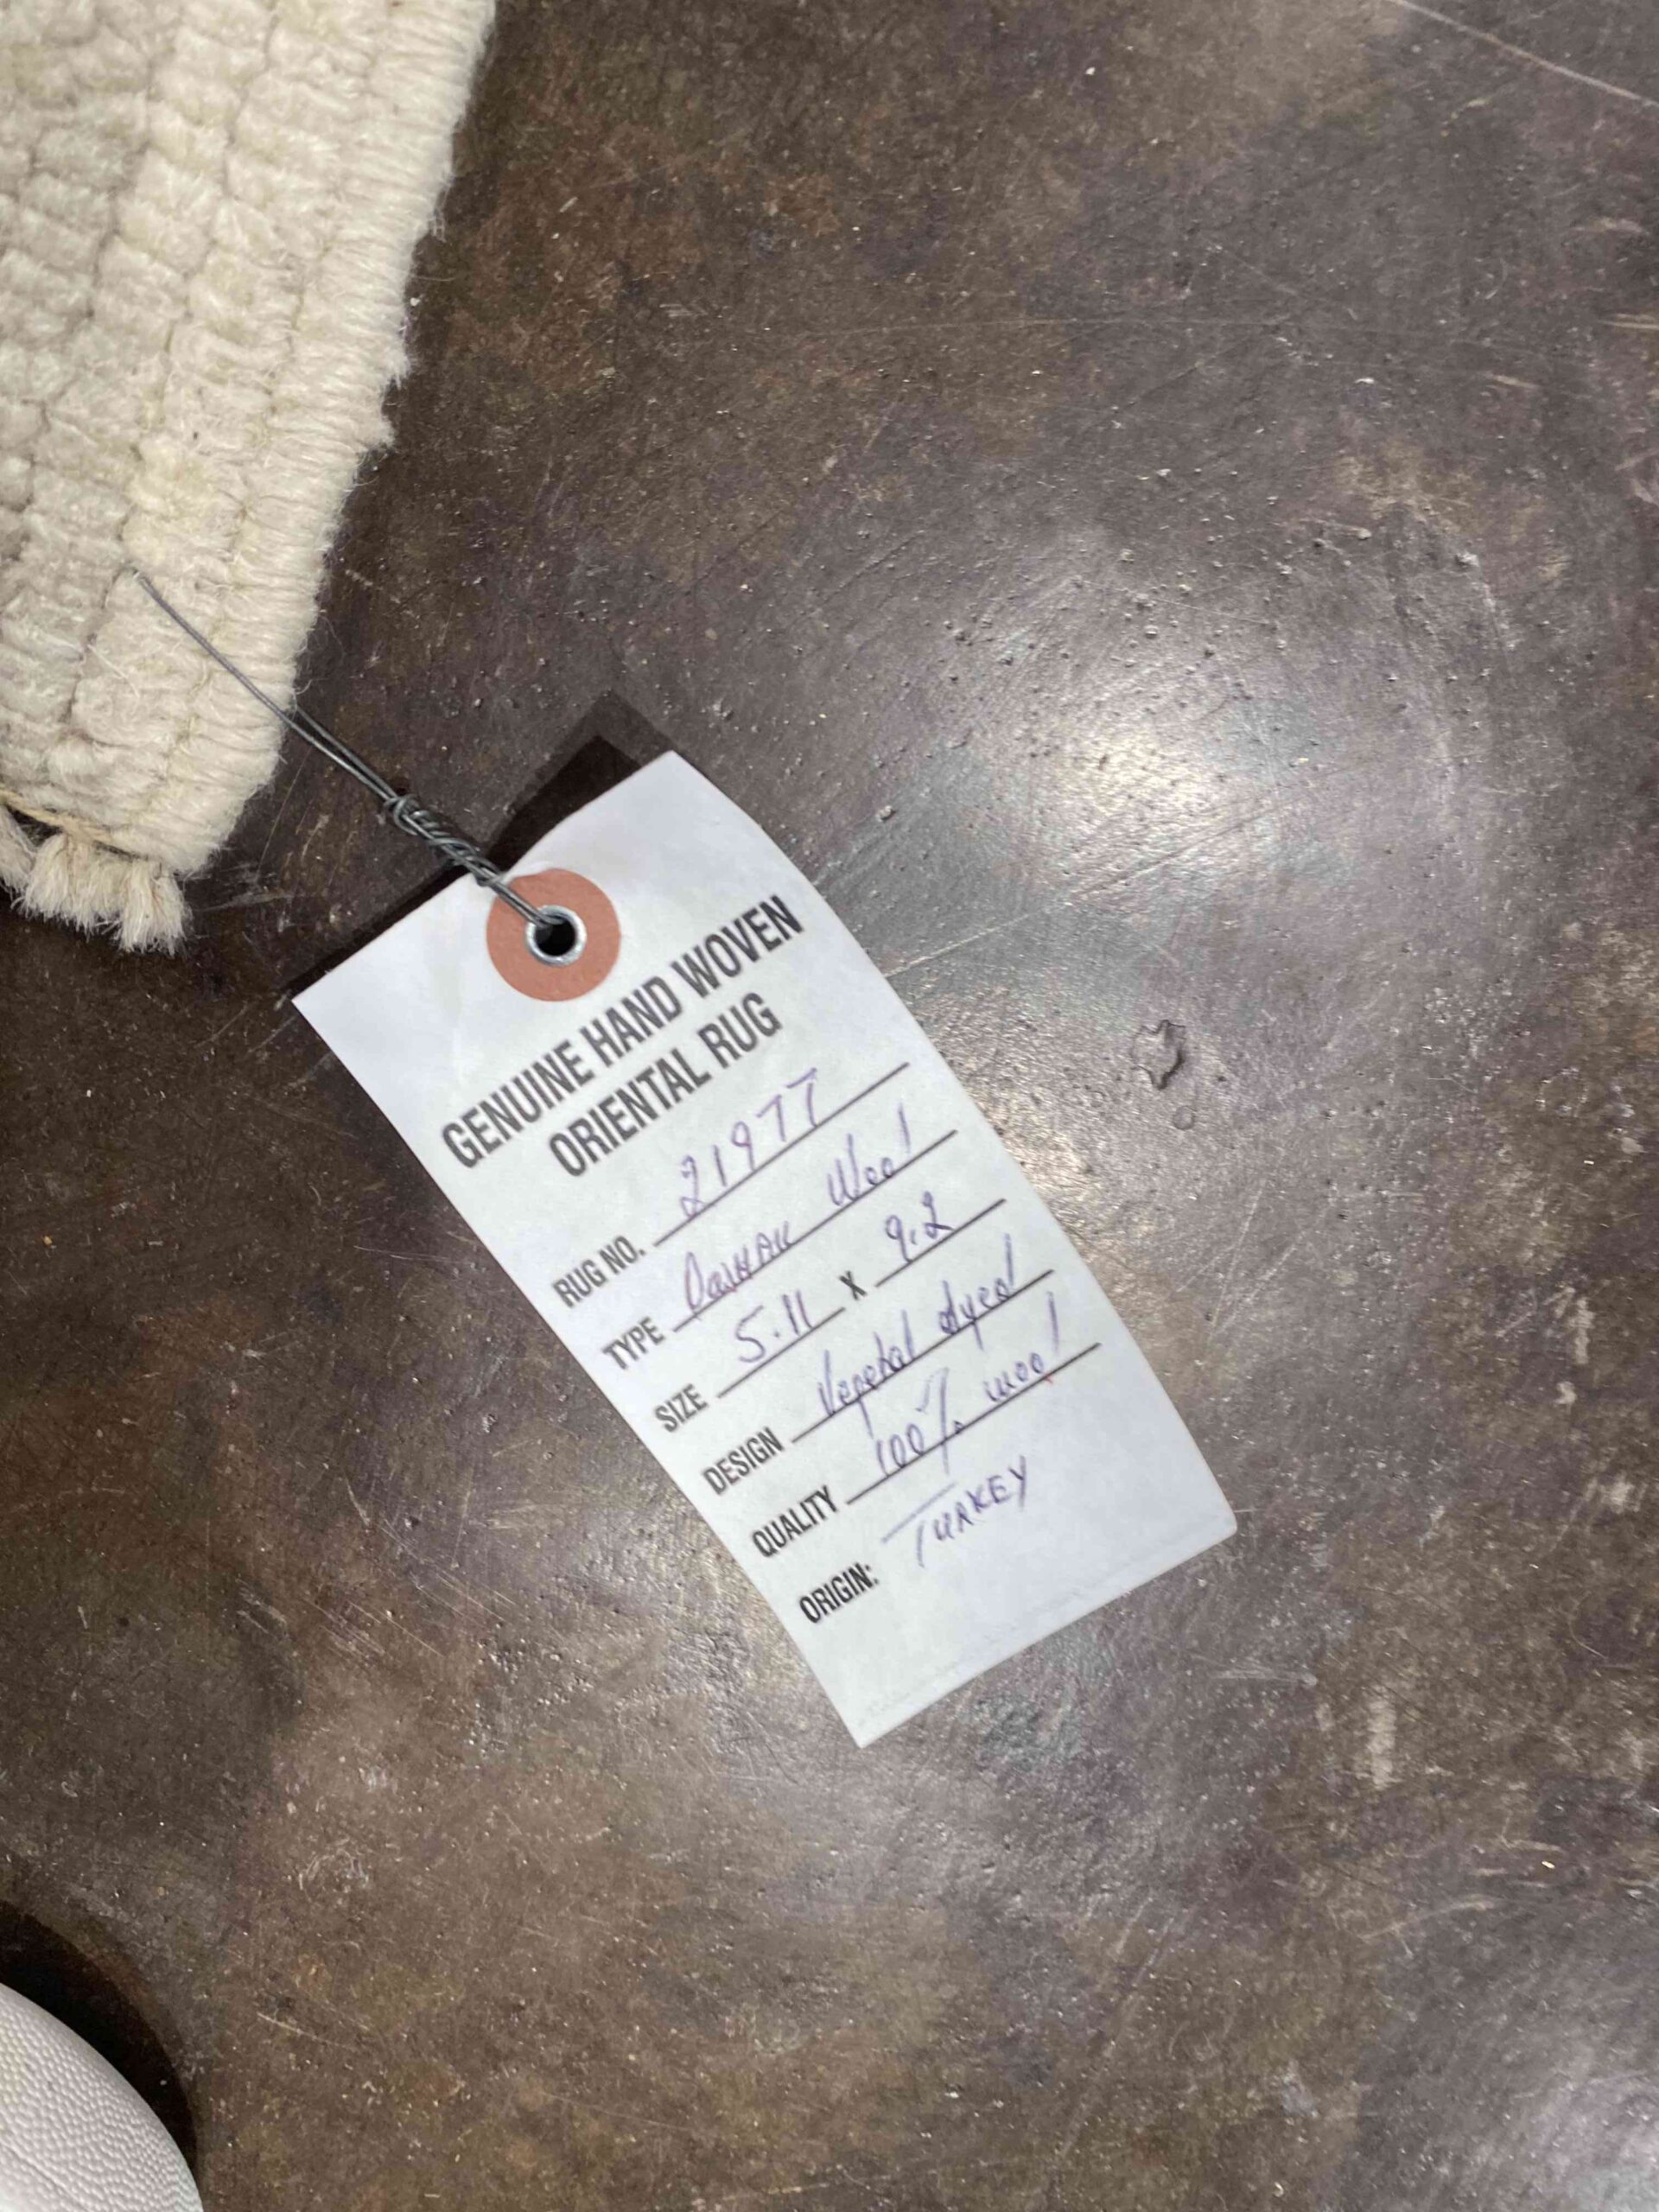 GENUINE HAND WOVEN
ORIENTAL RUG
RUG NO. 21977
TYPE Wool
SIZE 5.11 X 9.2
DESIGN Vegetal dyed
QUALITY 100% wool
ORIGIN: TURKEY